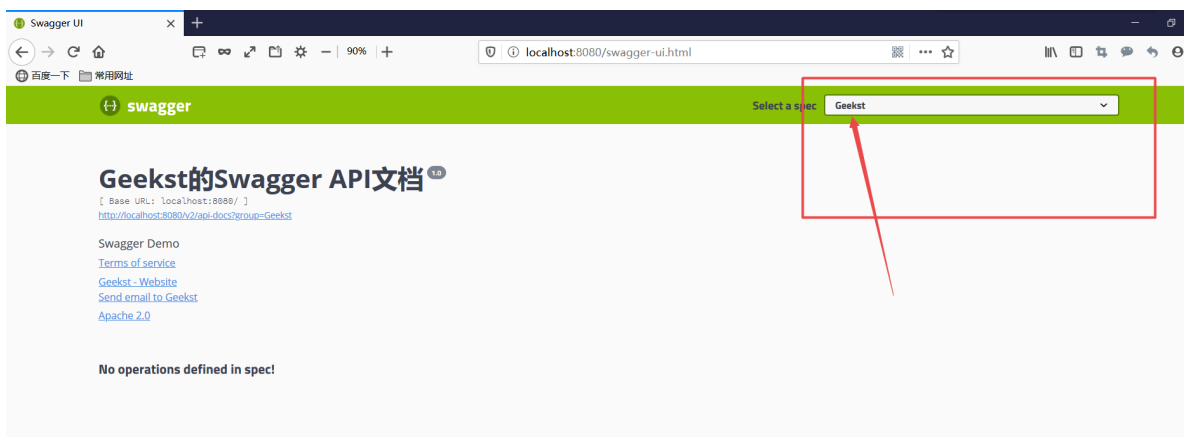 Swagger UI
90%
localhost:8080/swagger-ui.html
百度一下 常用网址
swagger
Select a spec Geekst
Geekst的Swagger API文档 1.0
[ Base URL: localhost:8080/ ]
http://localhost:8080/v2/api-docs?group=Geekst
Swagger Demo
Terms of service
Geekst - Website
Send email to Geekst
Apache 2.0
No operations defined in spec!